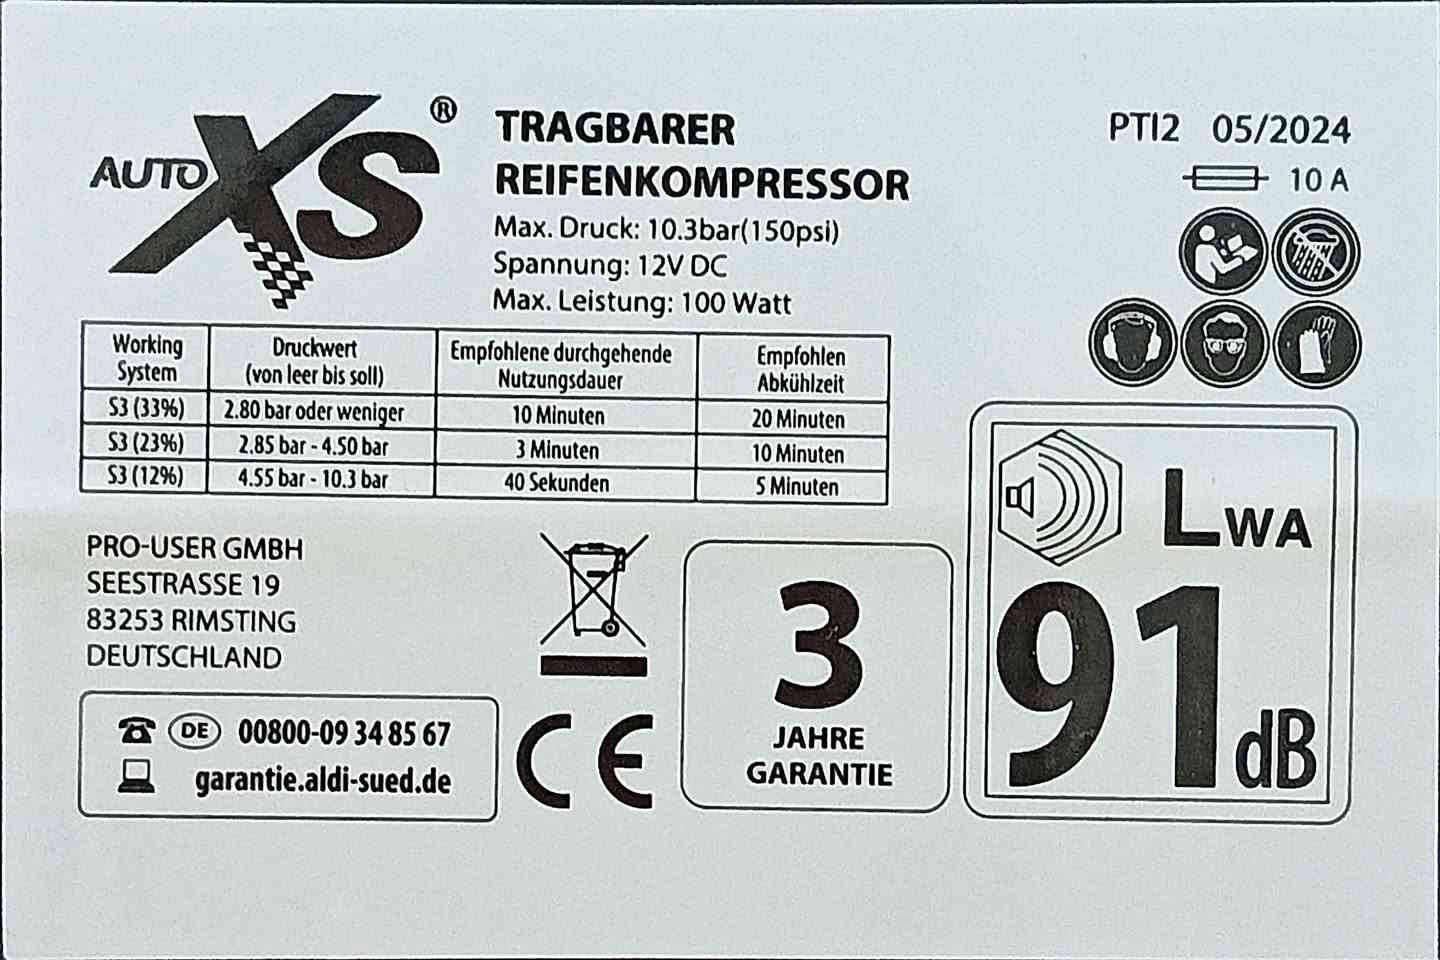 AUTO XS®
TRAGBARER
REIFENKOMPRESSOR
Max. Druck: 10.3bar(150psi)
Spannung: 12V DC
Max. Leistung: 100 Watt
PTI2 05/2024
10 A
Working System Druckwert (von leer bis soll) Empfohlene durchgehende Nutzungsdauer Empfohlen Abkühlzeit
S3 (33%) 2.80 bar oder weniger 10 Minuten 20 Minuten
S3 (23%) 2.85 bar - 4.50 bar 3 Minuten 10 Minuten
S3 (12%) 4.55 bar - 10.3 bar 40 Sekunden 5 Minuten
PRO-USER GMBH
SEESTRASSE 19
83253 RIMSTING
DEUTSCHLAND
DE 00800-09 34 85 67
garantie.aldi-sued.de
CE
3
JAHRE
GARANTIE
LWA
91 dB